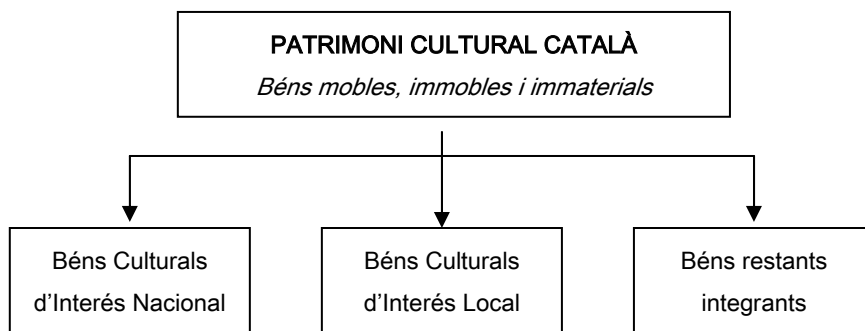 PATRIMONI CULTURAL CATALÀ
Béns mobles, immobles i immaterials
Béns Culturals
d'Interés Nacional
Béns Culturals
d'Interés Local
Béns restants
integrants